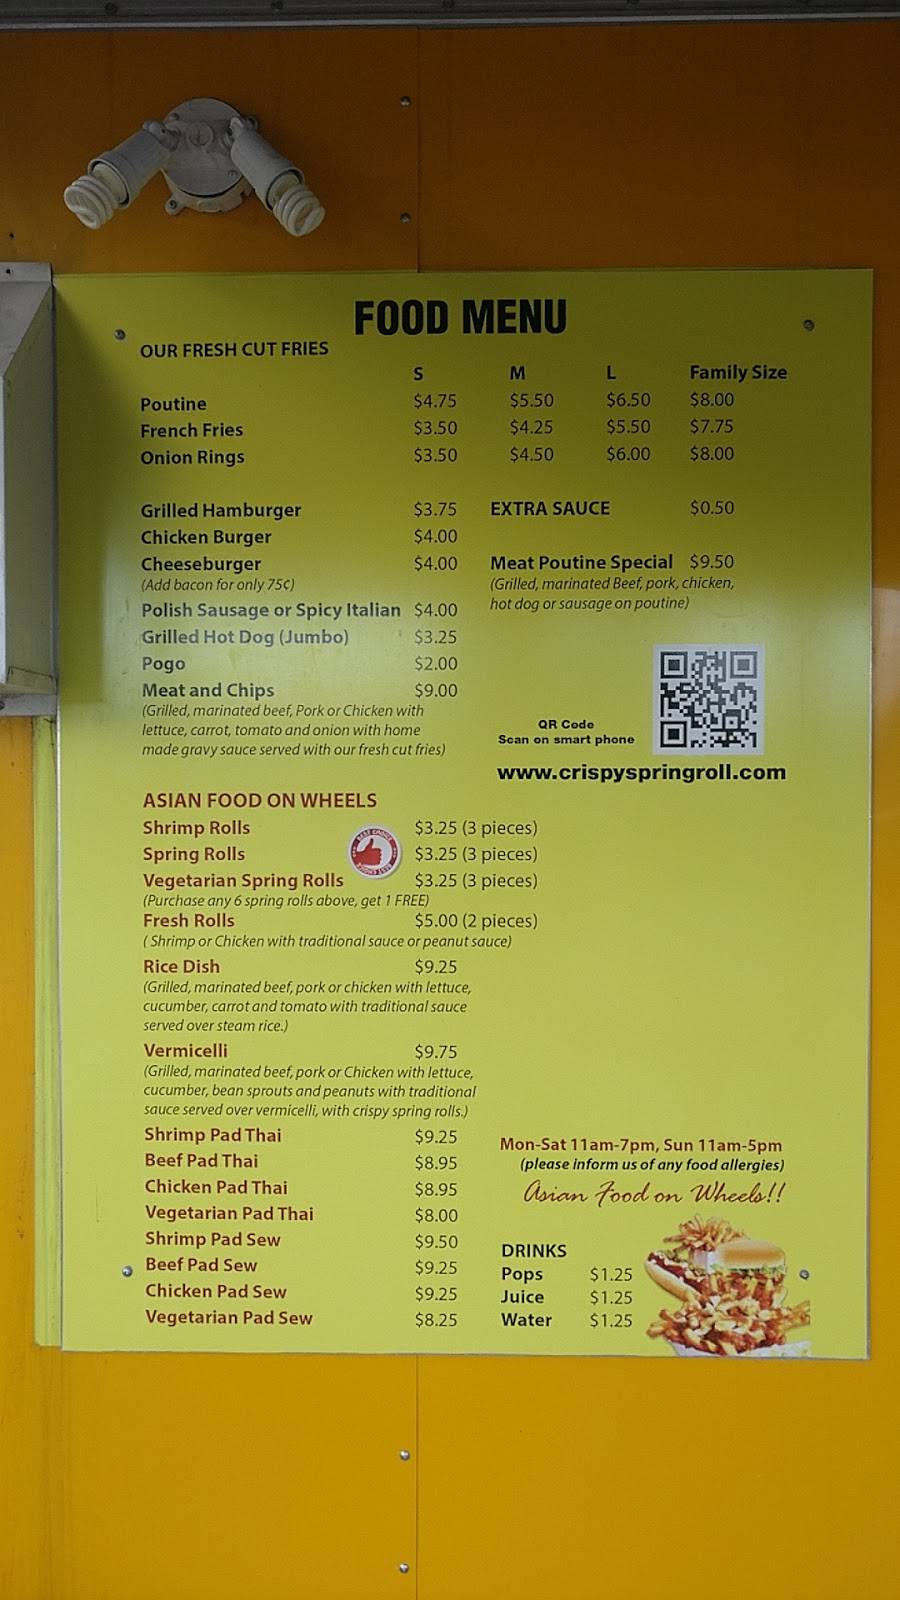 FOOD MENU
OUR FRESH CUT FRIES
S M L Family Size
Poutine $4.75 $5.50 $6.50 $8.00
French Fries $3.50 $4.25 $5.50 $7.75
Onion Rings $3.50 $4.50 $6.00 $8.00
Grilled Hamburger $3.75
Chicken Burger $4.00
Cheeseburger $4.00
(Add bacon for only 75¢)
Polish Sausage or Spicy Italian $4.00
Grilled Hot Dog (Jumbo) $3.25
Pogo $2.00
Meat and Chips $9.00
(Grilled, marinated beef, Pork or Chicken with
lettuce, carrot, tomato and onion with home
made gravy sauce served with our fresh cut fries)
EXTRA SAUCE $0.50
Meat Poutine Special $9.50
(Grilled, marinated Beef, pork, chicken,
hot dog or sausage on poutine)
QR Code
Scan on smart phone
www.crispyspringroll.com
ASIAN FOOD ON WHEELS
Shrimp Rolls $3.25 (3 pieces)
Spring Rolls $3.25 (3 pieces)
BEST CHOICE
BEST CHOICE
Vegetarian Spring Rolls $3.25 (3 pieces)
(Purchase any 6 spring rolls above, get 1 FREE)
Fresh Rolls $5.00 (2 pieces)
( Shrimp or Chicken with traditional sauce or peanut sauce)
Rice Dish $9.25
(Grilled, marinated beef, pork or chicken with lettuce,
cucumber, carrot and tomato with traditional sauce
served over steam rice.)
Vermicelli $9.75
(Grilled, marinated beef, pork or Chicken with lettuce,
cucumber, bean sprouts and peanuts with traditional
sauce served over vermicelli, with crispy spring rolls.)
Shrimp Pad Thai $9.25
Beef Pad Thai $8.95
Chicken Pad Thai $8.95
Vegetarian Pad Thai $8.00
Shrimp Pad Sew $9.50
Beef Pad Sew $9.25
Chicken Pad Sew $9.25
Vegetarian Pad Sew $8.25
Mon-Sat 11am-7pm, Sun 11am-5pm
(please inform us of any food allergies)
Asian Food on Wheels!!
DRINKS
Pops $1.25
Juice $1.25
Water $1.25